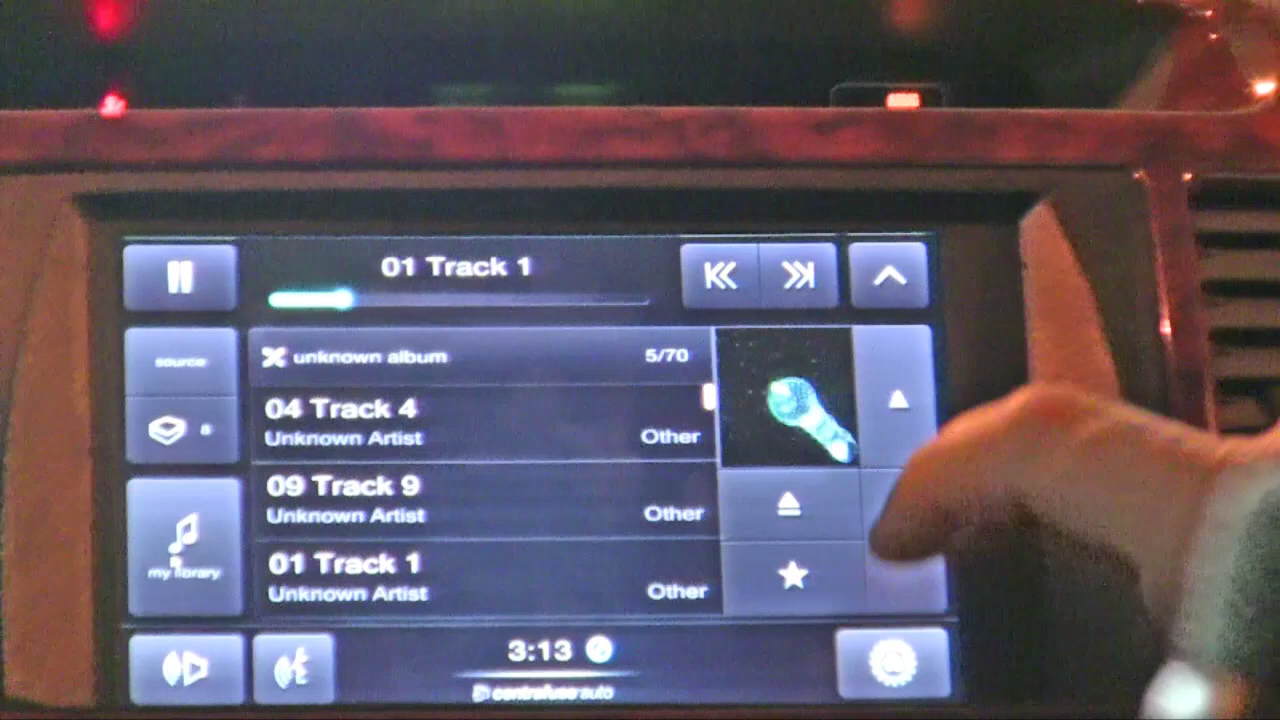 01 Track 1
source
unknown album 5/70
04 Track 4
Unknown Artist Other
8
09 Track 9
Unknown Artist Other
my library
01 Track 1
Unknown Artist Other
3:13
centrafuse auto